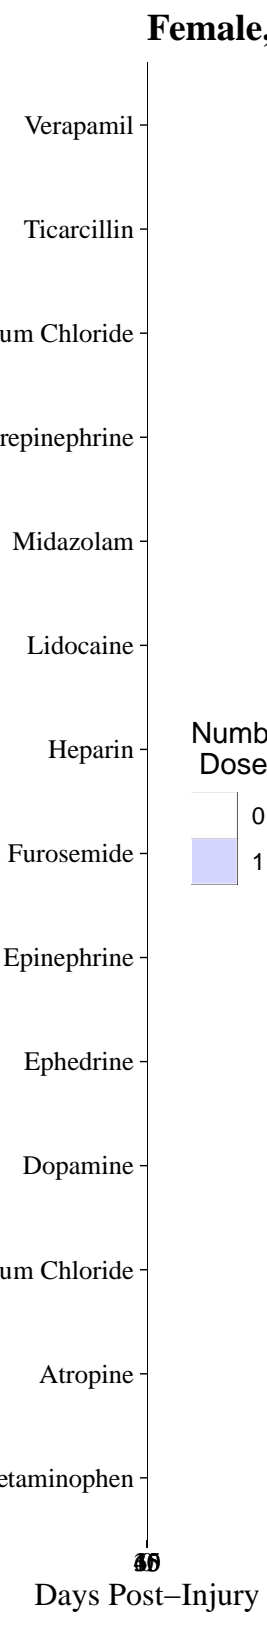 Female,
Verapamil
Ticarcillin
um Chloride
repinephrine
Midazolam
Lidocaine
Heparin
Numb
Dose
0
1
Furosemide
Epinephrine
Ephedrine
Dopamine
um Chloride
Atropine
etaminophen
Days Post−Injury